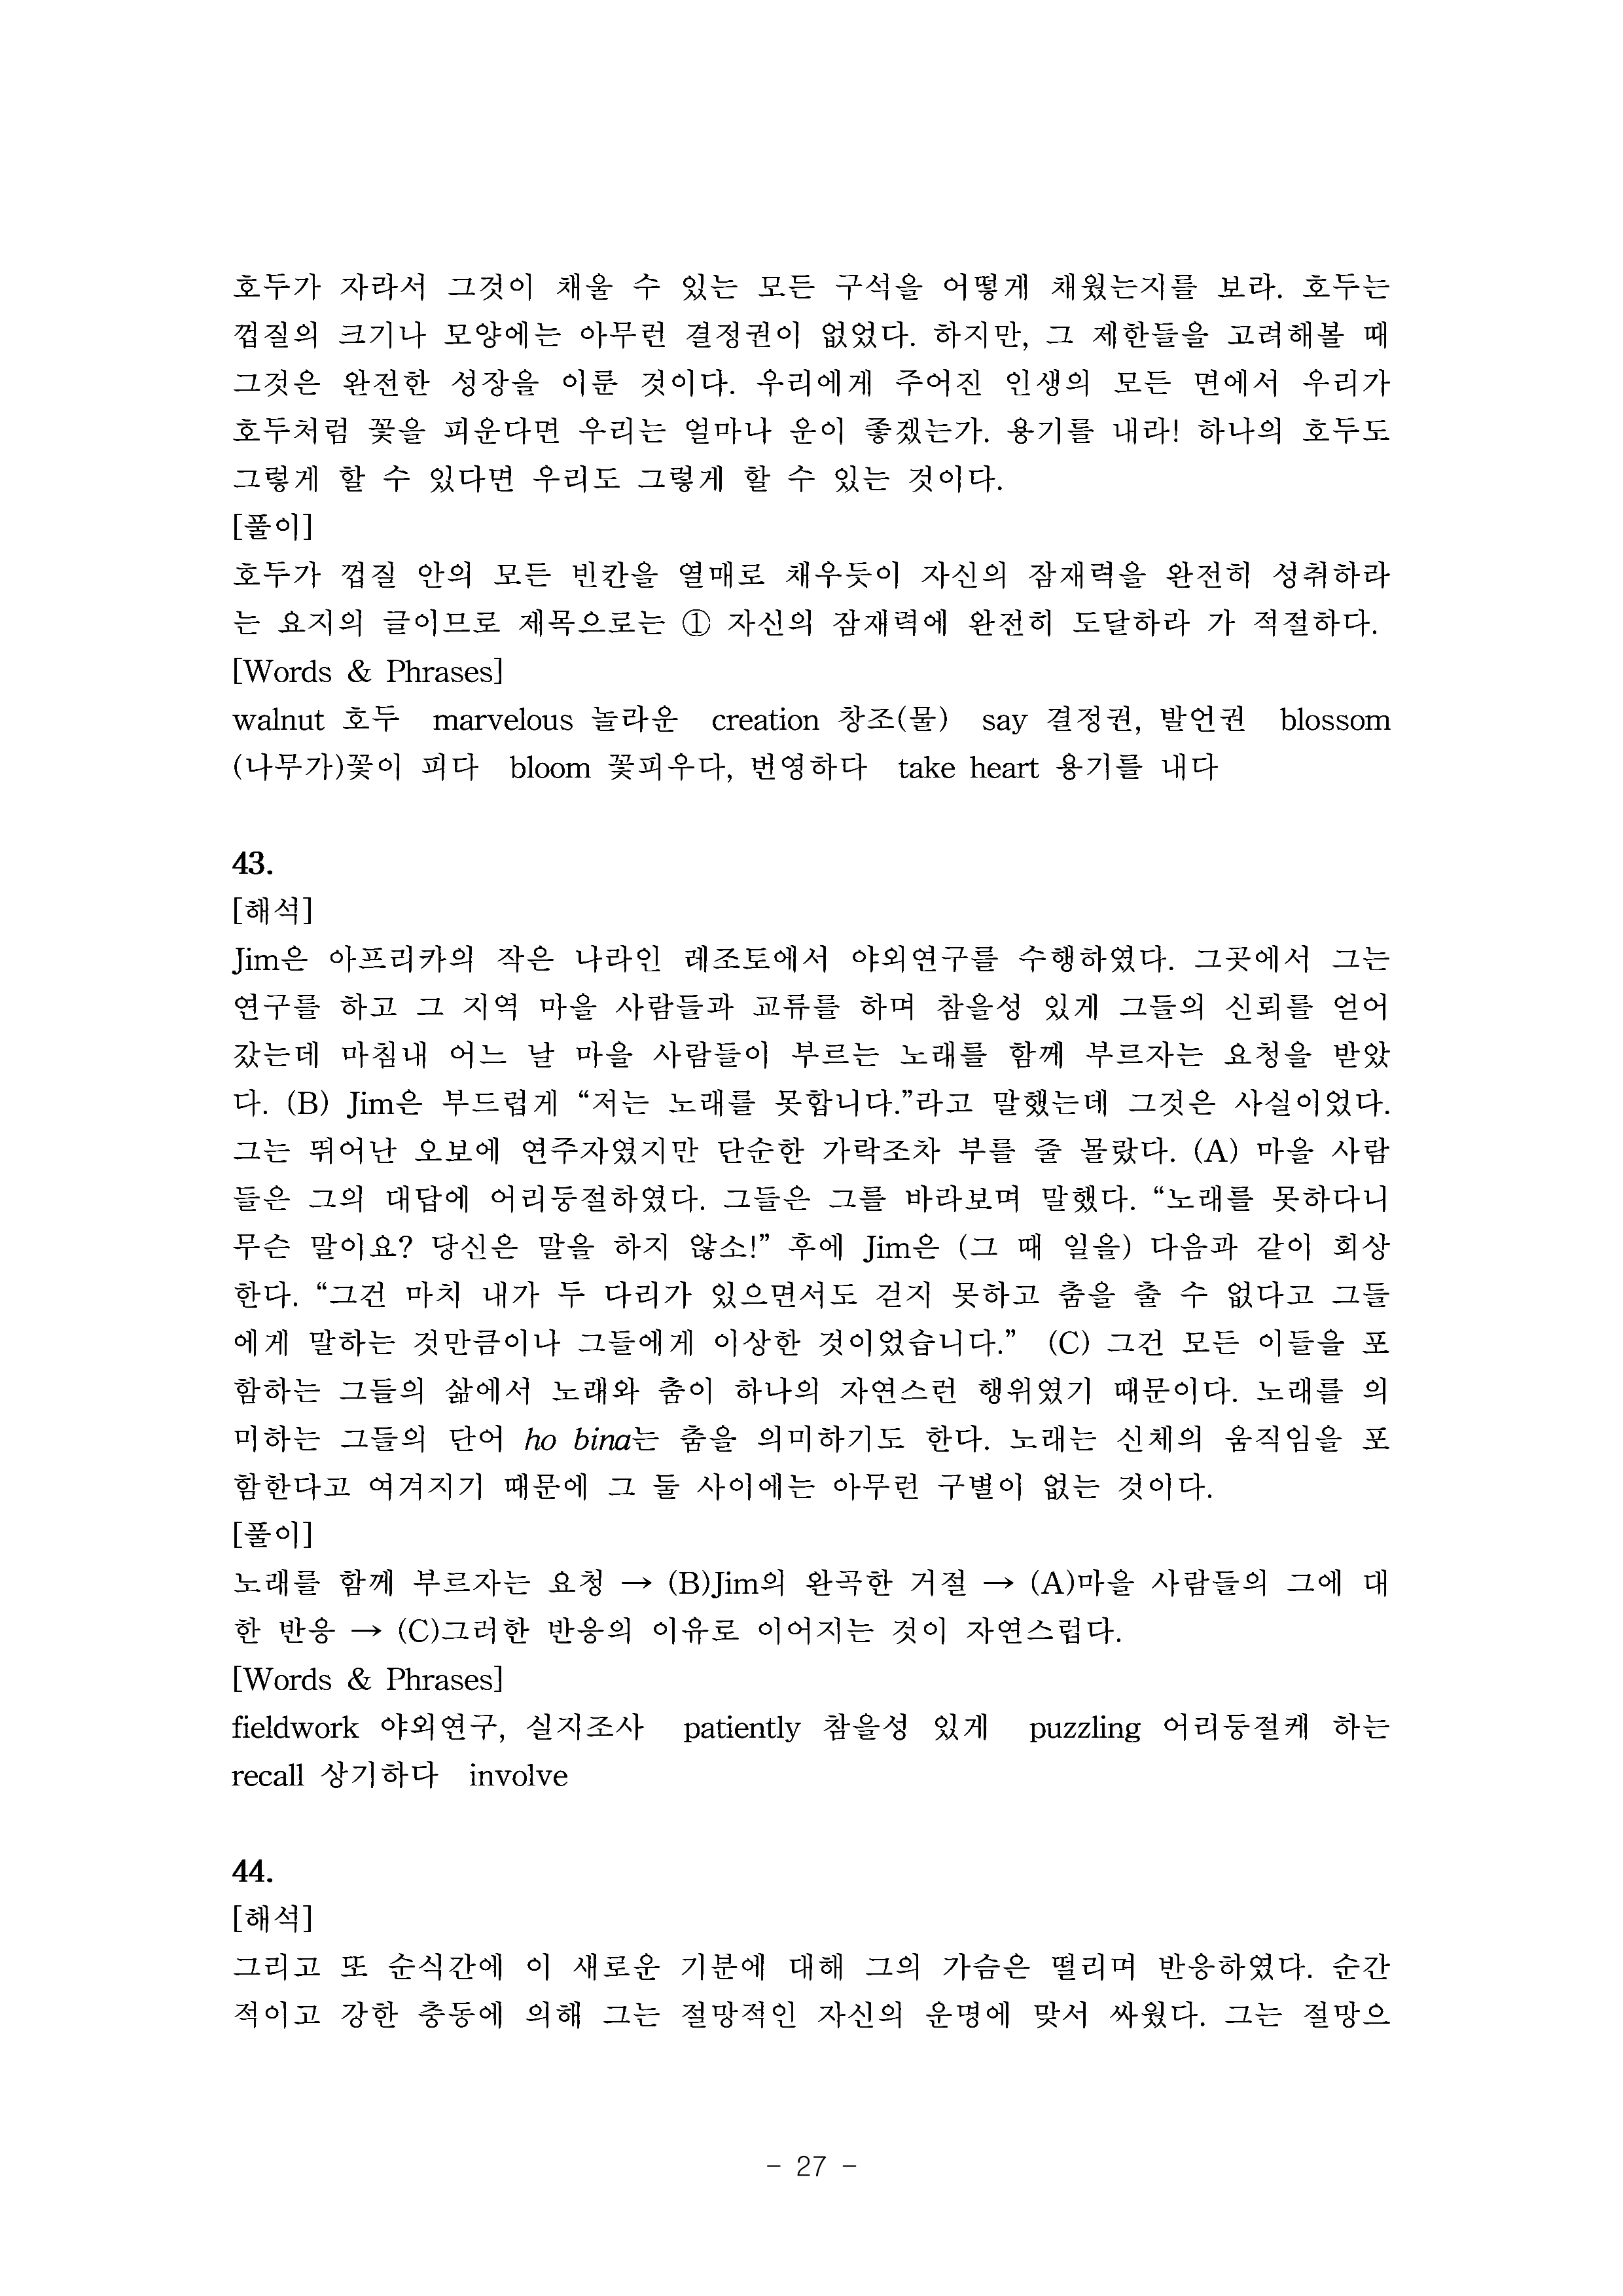 호두가 자라서 그것이 채울 수 있는 모든 구석을 어떻게 채웠는지를 보라. 호두는
껍질의 크기나 모양에는 아무런 결정권이 없었다. 하지만, 그 제한들을 고려해볼 때
그것은 완전한 성장을 이룬 것이다. 우리에게 주어진 인생의 모든 면에서 우리가
호두처럼 꽃을 피운다면 우리는 얼마나 운이 좋겠는가. 용기를 내라! 하나의 호두도
그렇게 할 수 있다면 우리도 그렇게 할 수 있는 것이다.
[풀이]
호두가 껍질 안의 모든 빈칸을 열매로 채우듯이 자신의 잠재력을 완전히 성취하라
는 요지의 글이므로 제목으로는 ① 자신의 잠재력에 완전히 도달하라 가 적절하다.
[Words & Phrases]
walnut 호두 marvelous 놀라운 creation 창조(물) say 결정권, 발언권 blossom
(나무가)꽃이 피다 bloom 꽃피우다, 번영하다 take heart 용기를 내다
43.
[해석]
Jim은 아프리카의 작은 나라인 레조토에서 야외연구를 수행하였다. 그곳에서 그는
연구를 하고 그 지역 마을 사람들과 교류를 하며 참을성 있게 그들의 신뢰를 얻어
갔는데 마침내 어느 날 마을 사람들이 부르는 노래를 함께 부르자는 요청을 받았
다. (B) Jim은 부드럽게 “저는 노래를 못합니다.”라고 말했는데 그것은 사실이었다.
그는 뛰어난 오보에 연주자였지만 단순한 가락조차 부를 줄 몰랐다. (A) 마을 사람
들은 그의 대답에 어리둥절하였다. 그들은 그를 바라보며 말했다. “노래를 못하다니
무슨 말이요? 당신은 말을 하지 않소!” 후에 Jim은 (그 때 일을) 다음과 같이 회상
한다. “그건 마치 내가 두 다리가 있으면서도 걷지 못하고 춤을 출 수 없다고 그들
에게 말하는 것만큼이나 그들에게 이상한 것이었습니다.” (C) 그건 모든 이들을 포
함하는 그들의 삶에서 노래와 춤이 하나의 자연스런 행위였기 때문이다. 노래를 의
미하는 그들의 단어 ho bina는 춤을 의미하기도 한다. 노래는 신체의 움직임을 포
함한다고 여겨지기 때문에 그 둘 사이에는 아무런 구별이 없는 것이다.
[풀이]
노래를 함께 부르자는 요청 → (B)Jim의 완곡한 거절 → (A)마을 사람들의 그에 대
한 반응 → (C)그러한 반응의 이유로 이어지는 것이 자연스럽다.
[Words & Phrases]
fieldwork 야외연구, 실지조사 patiently 참을성 있게 puzzling 어리둥절케 하는
recall 상기하다 involve
44.
[해석]
그리고 또 순식간에 이 새로운 기분에 대해 그의 가슴은 떨리며 반응하였다. 순간
적이고 강한 충동에 의해 그는 절망적인 자신의 운명에 맞서 싸웠다. 그는 절망으
- 27 -